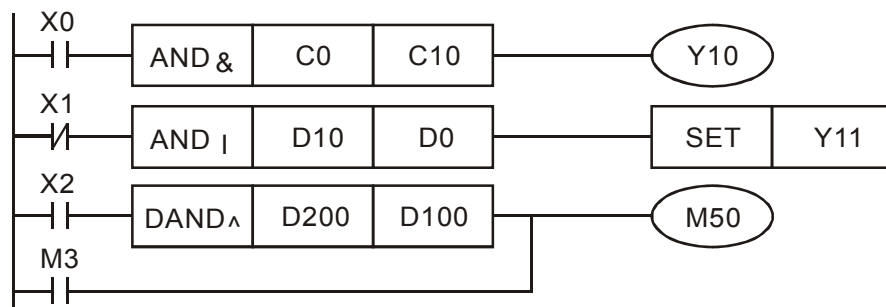 X0
AND & C0 C10 Y10
X1
AND | D10 D0 SET Y11
X2
DAND^ D200 D100 M50
M3